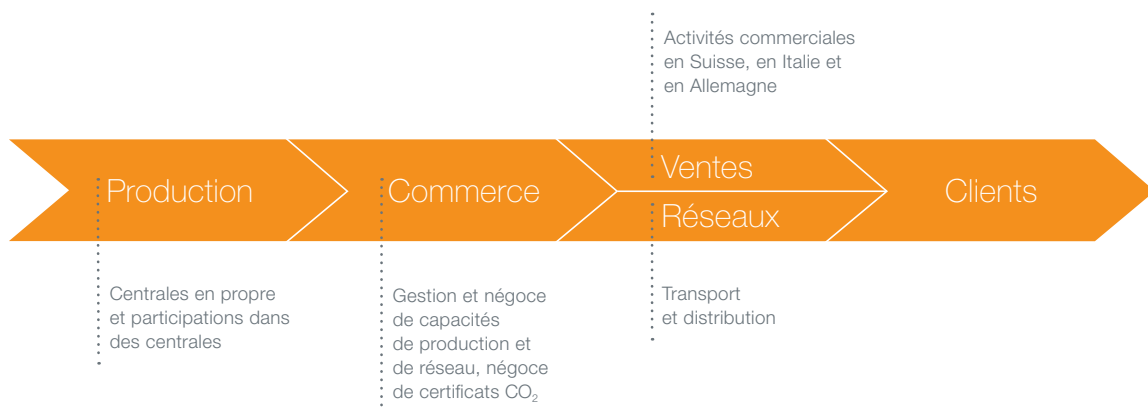 Activités commerciales
en Suisse, en Italie et
en Allemagne
Production
Commerce
Ventes
Réseaux
Clients
Centrales en propre
et participations dans
des centrales
Gestion et négoce
de capacités
de production et
de réseau, négoce
de certificats CO₂
Transport
et distribution